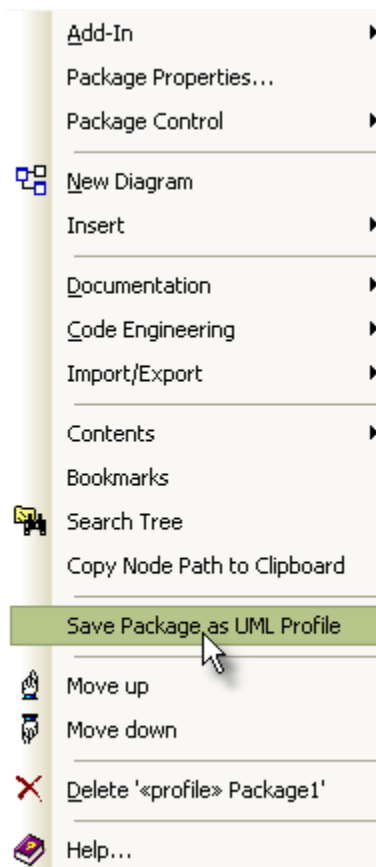 Add-In
Package Properties...
Package Control
New Diagram
Insert
Documentation
Code Engineering
Import/Export
Contents
Bookmarks
Search Tree
Copy Node Path to Clipboard
Save Package as UML Profile
Move up
Move down
Delete '«profile» Package1'
Help...